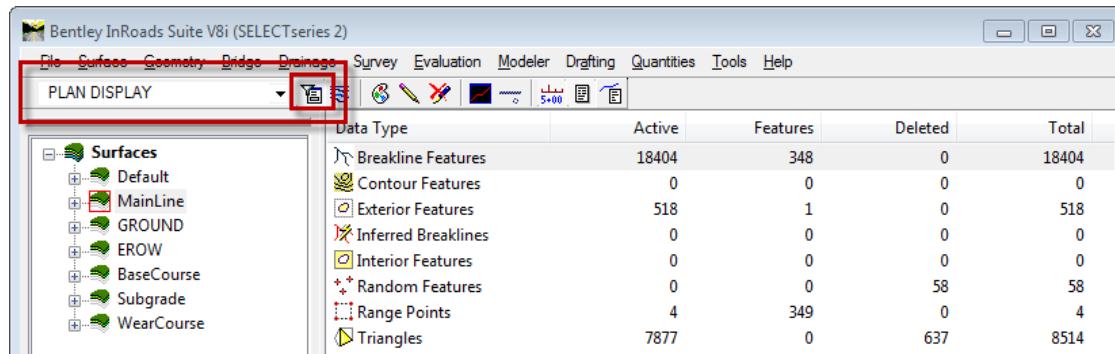 Bentley InRoads Suite V8i (SELECTseries 2)
File Surface Geometry Bridge Drainage Survey Evaluation Modeler Drafting Quantities Tools Help
PLAN DISPLAY
5+00
Data Type Active Features Deleted Total
Surfaces
Default
MainLine
GROUND
EROW
BaseCourse
Subgrade
WearCourse
Breakline Features 18404 348 0 18404
Contour Features 0 0 0 0
Exterior Features 518 1 0 518
Inferred Breaklines 0 0 0 0
Interior Features 0 0 0 0
Random Features 0 0 58 58
Range Points 4 349 0 4
Triangles 7877 0 637 8514